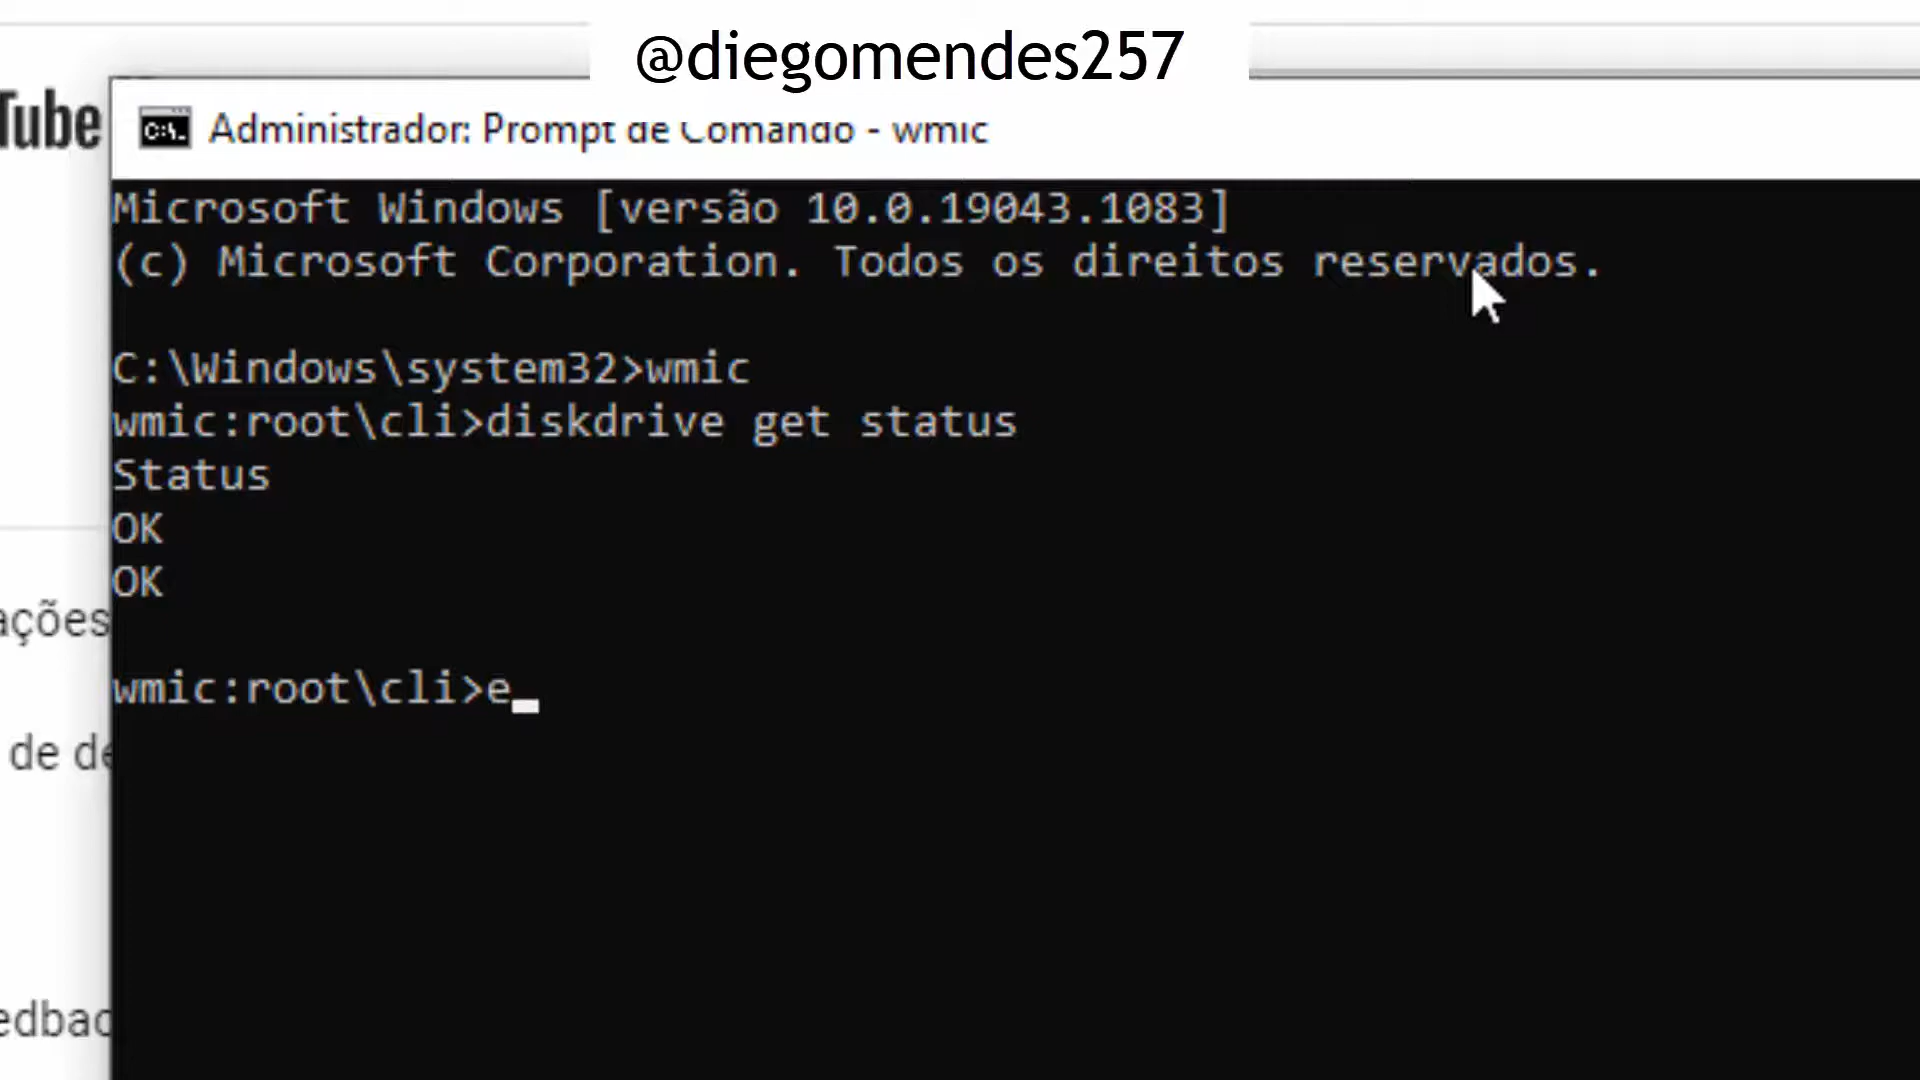 @diegomendes257
Tube
Administrador: Prompt de Comando - wmic
Microsoft Windows [versão 10.0.19043.1083]
(c) Microsoft Corporation. Todos os direitos reservados.
C:\Windows\system32>wmic
wmic:root\cli>diskdrive get status
Status
OK
OK
ações
wmic:root\cli>e
de de
edbac